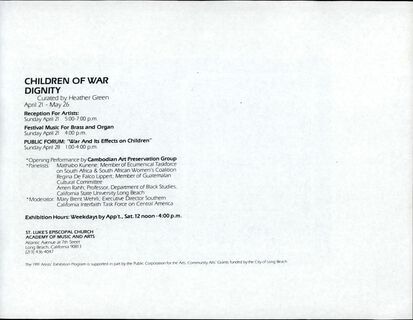 CHILDREN OF WAR
DIGNITY
Curated by Heather Green
April 21 - May 26
Reception For Artists:
Sunday April 21 5:00-7:00 p.m.
Festival Music For Brass and Organ
Sunday April 21 4:00 p.m.
PUBLIC FORUM: "War And Its Effects on Children"
Sunday April 28 1:00-4:00 p.m.
*Opening Performance by Cambodian Art Preservation Group
*Panelists Mathabo Kunene, Member of Ecumenical Taskforce
on South Africa & South African Women's Coalition
Regina De Falco Lippert, Member of Guatemalan
Cultural Committee
Amen Rahh, Professor, Department of Black Studies,
California State University Long Beach
*Moderator Mary Brent Wehrli, Executive Director Southern
California Interfaith Task Force on Central America
Exhibition Hours: Weekdays by App't., Sat. 12 noon - 4:00 p.m.
ST. LUKE'S EPISCOPAL CHURCH
ACADEMY OF MUSIC AND ARTS
Atlantic Avenue at 7th Street
Long Beach, California 90813
(213) 436-4047
The 1991 Artists' Exhibition Program is supported in part by the Public Corporation for the Arts, Community Arts' Grants funded by the City of Long Beach.